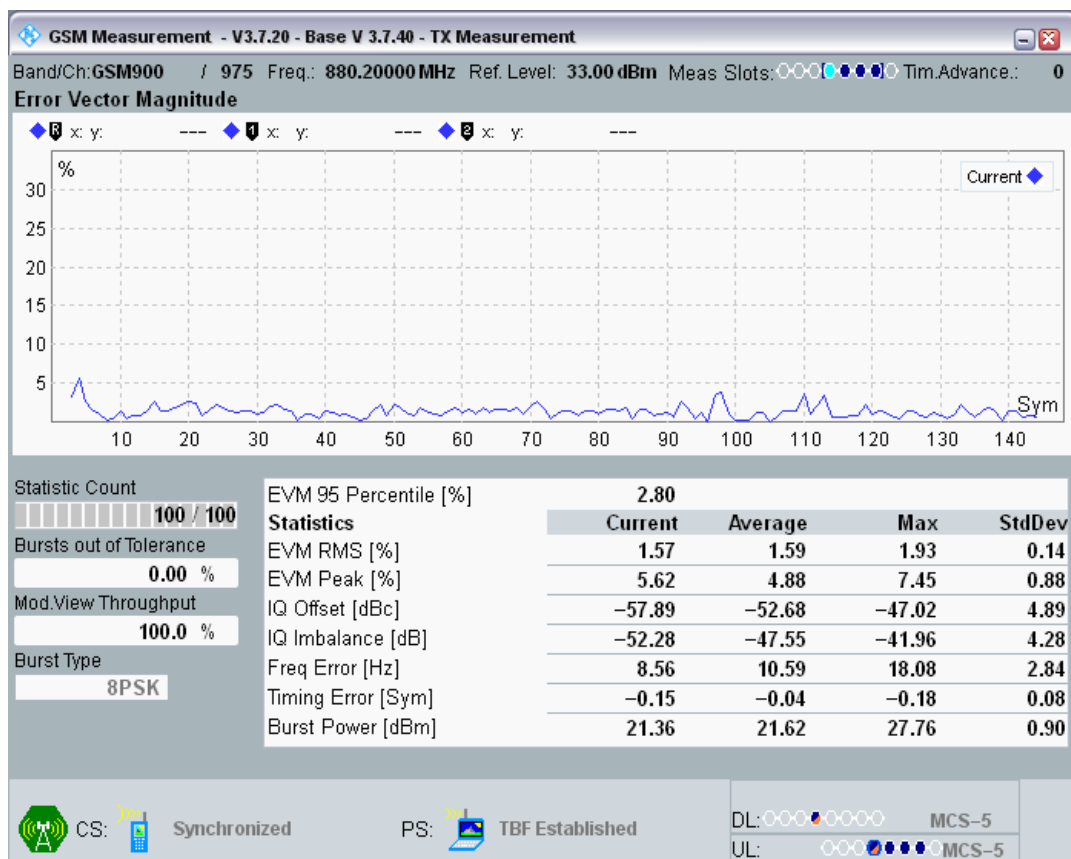 GSM Measurement - V3.7.20 - Base V 3.7.40 - TX Measurement
Band/Ch:GSM900 / 975 Freq.: 880.20000 MHz Ref. Level: 33.00 dBm Meas Slots: Tim.Advance.: 0
Error Vector Magnitude
R x: y: --- 1 x: y: --- 2 x: y: ---
%
Current
30
25
20
15
10
5
Sym
10 20 30 40 50 60 70 80 90 100 110 120 130 140
Statistic Count
100 / 100
Bursts out of Tolerance
0.00 %
Mod.View Throughput
100.0 %
Burst Type
8PSK
EVM 95 Percentile [%] 2.80
Statistics Current Average Max StdDev
EVM RMS [%] 1.57 1.59 1.93 0.14
EVM Peak [%] 5.62 4.88 7.45 0.88
IQ Offset [dBc] −57.89 −52.68 −47.02 4.89
IQ Imbalance [dB] −52.28 −47.55 −41.96 4.28
Freq Error [Hz] 8.56 10.59 18.08 2.84
Timing Error [Sym] −0.15 −0.04 −0.18 0.08
Burst Power [dBm] 21.36 21.62 27.76 0.90
CS: Synchronized PS: TBF Established
DL: MCS−5
UL: MCS−5